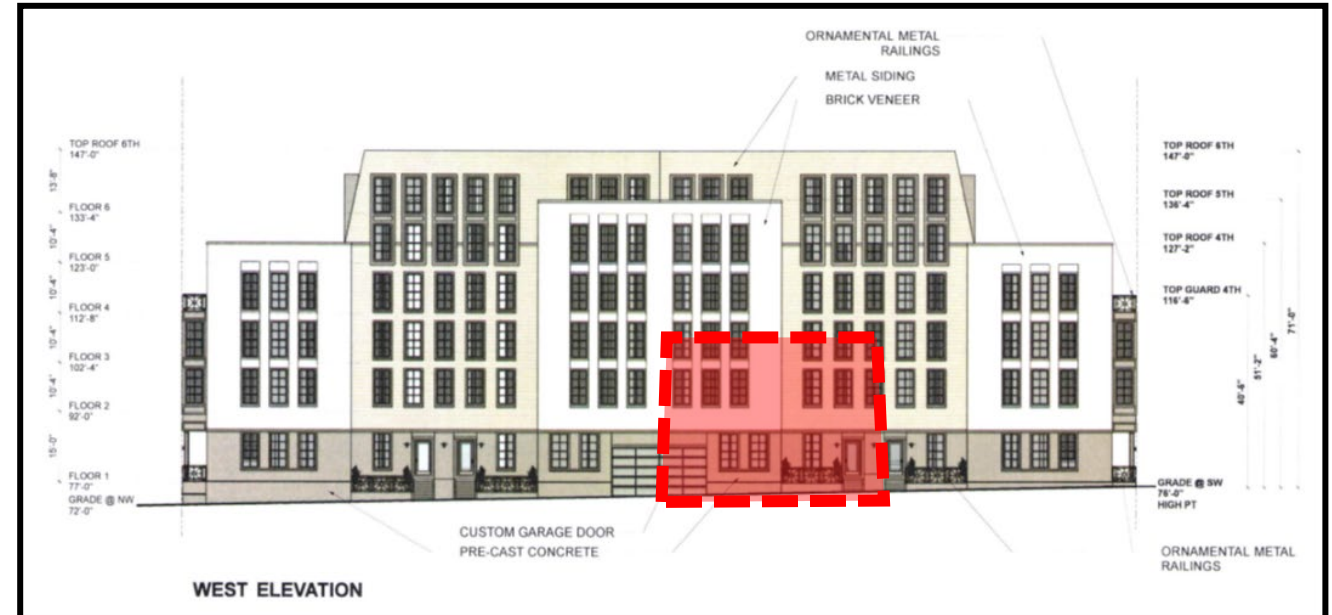 ORNAMENTAL METAL
RAILINGS
METAL SIDING
BRICK VENEER
TOP ROOF 6TH
147'-0"
13'-8"
FLOOR 6
133'-4"
10'-4"
FLOOR 5
123'-0"
10'-4"
FLOOR 4
112'-8"
10'-4"
FLOOR 3
102'-4"
10'-4"
FLOOR 2
92'-0"
15'-0"
FLOOR 1
77'-0"
GRADE @ NW
72'-0"
TOP ROOF 6TH
147'-0"
TOP ROOF 5TH
136'-4"
TOP ROOF 4TH
127'-2"
TOP GUARD 4TH
116'-6"
71'-0"
60'-4"
51'-2"
40'-6"
GRADE @ SW
76'-0"
HIGH PT
CUSTOM GARAGE DOOR
PRE-CAST CONCRETE
ORNAMENTAL METAL
RAILINGS
WEST ELEVATION